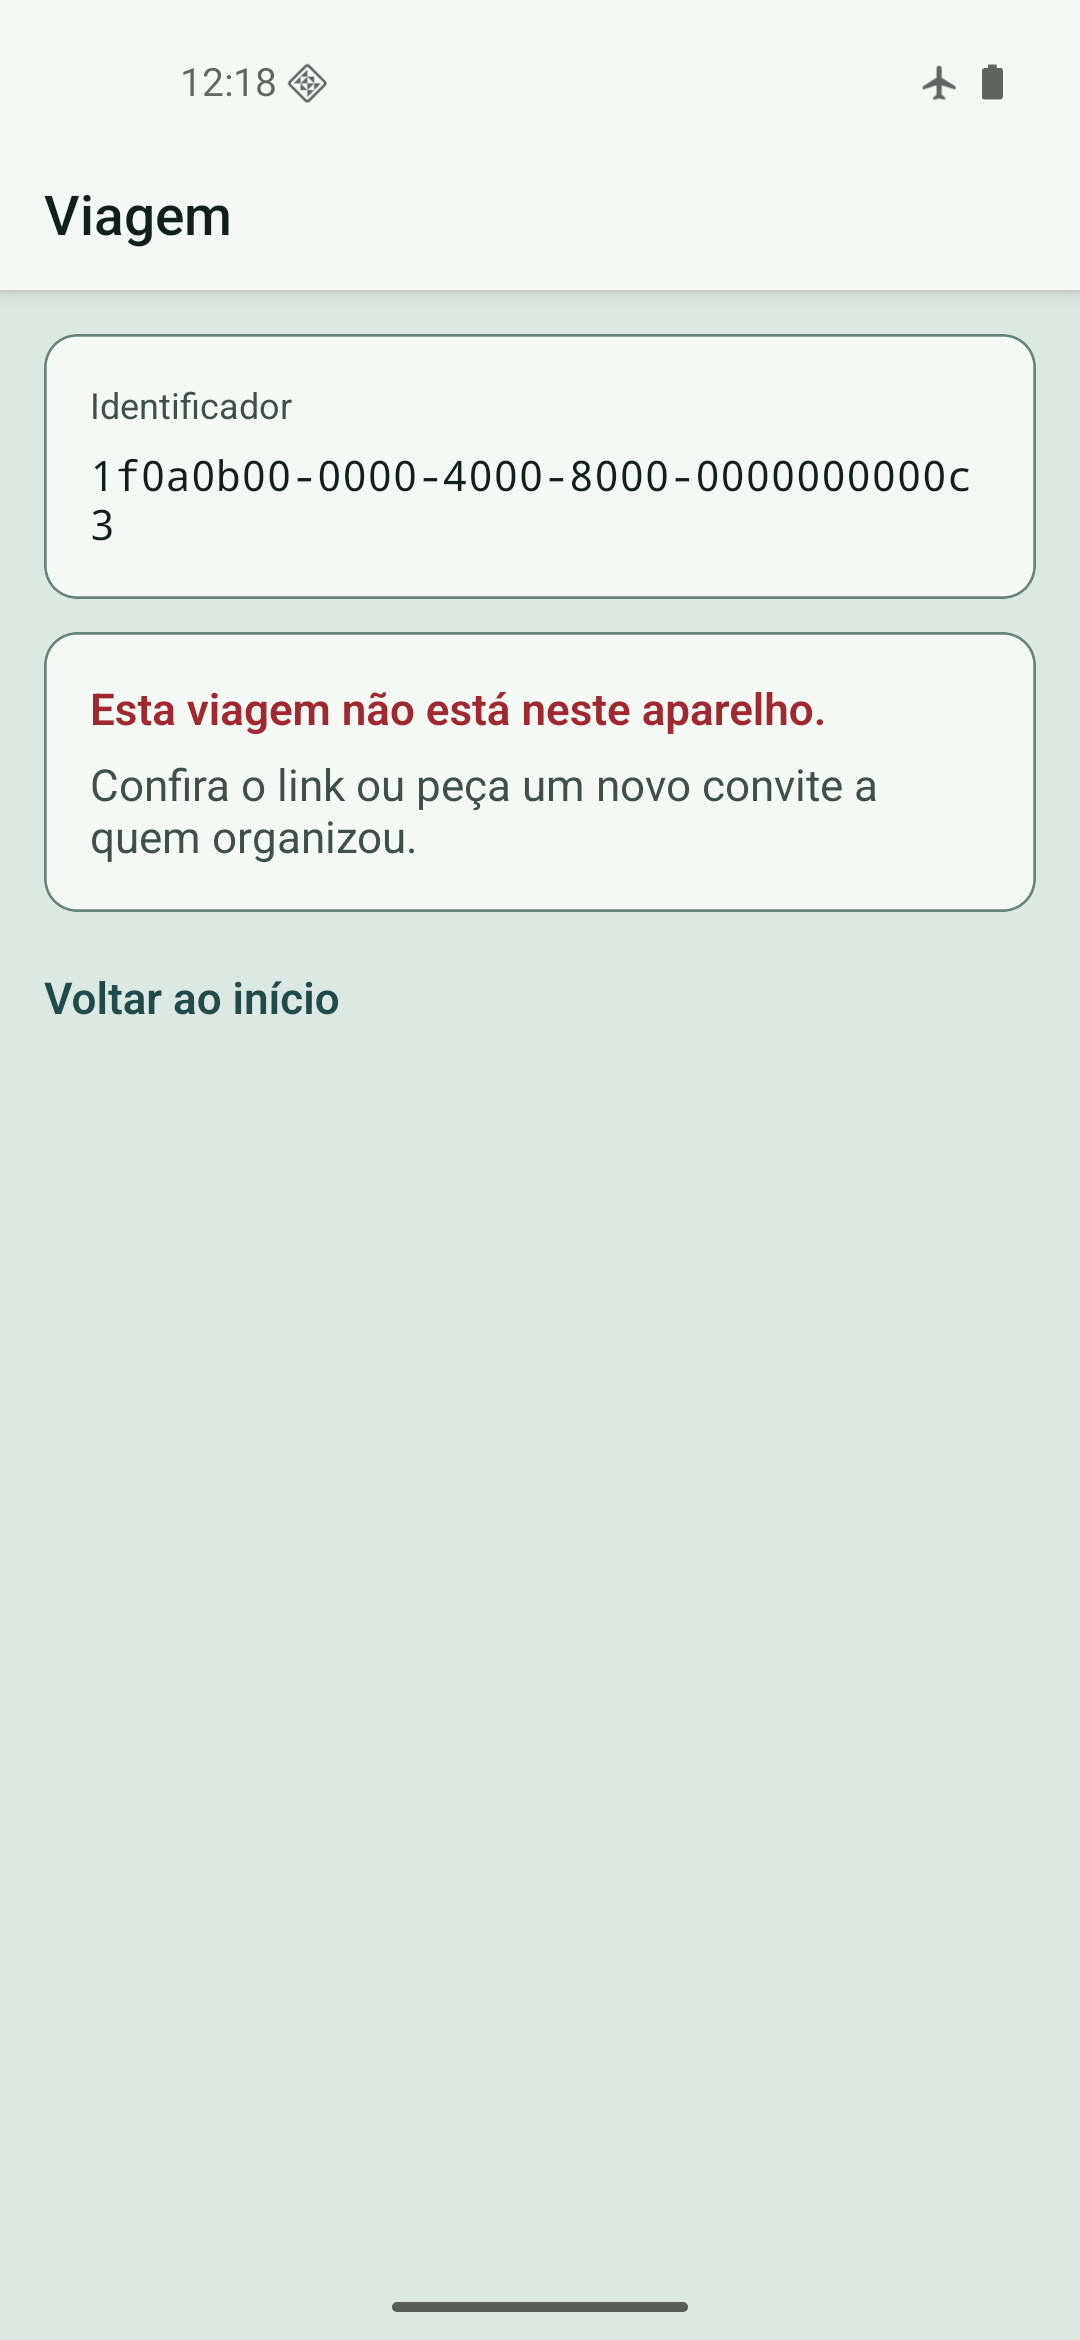 12:18
Viagem
Identificador
1f0a0b00-0000-4000-8000-0000000000c
3
Esta viagem não está neste aparelho.
Confira o link ou peça um novo convite a
quem organizou.
Voltar ao início